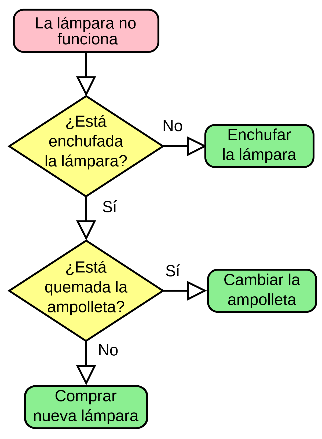 La lámpara no
funciona
¿Está
enchufada
la lámpara?
No
Enchufar
la lámpara
Sí
¿Está
quemada la
ampolleta?
Sí
Cambiar la
ampolleta
No
Comprar
nueva lámpara